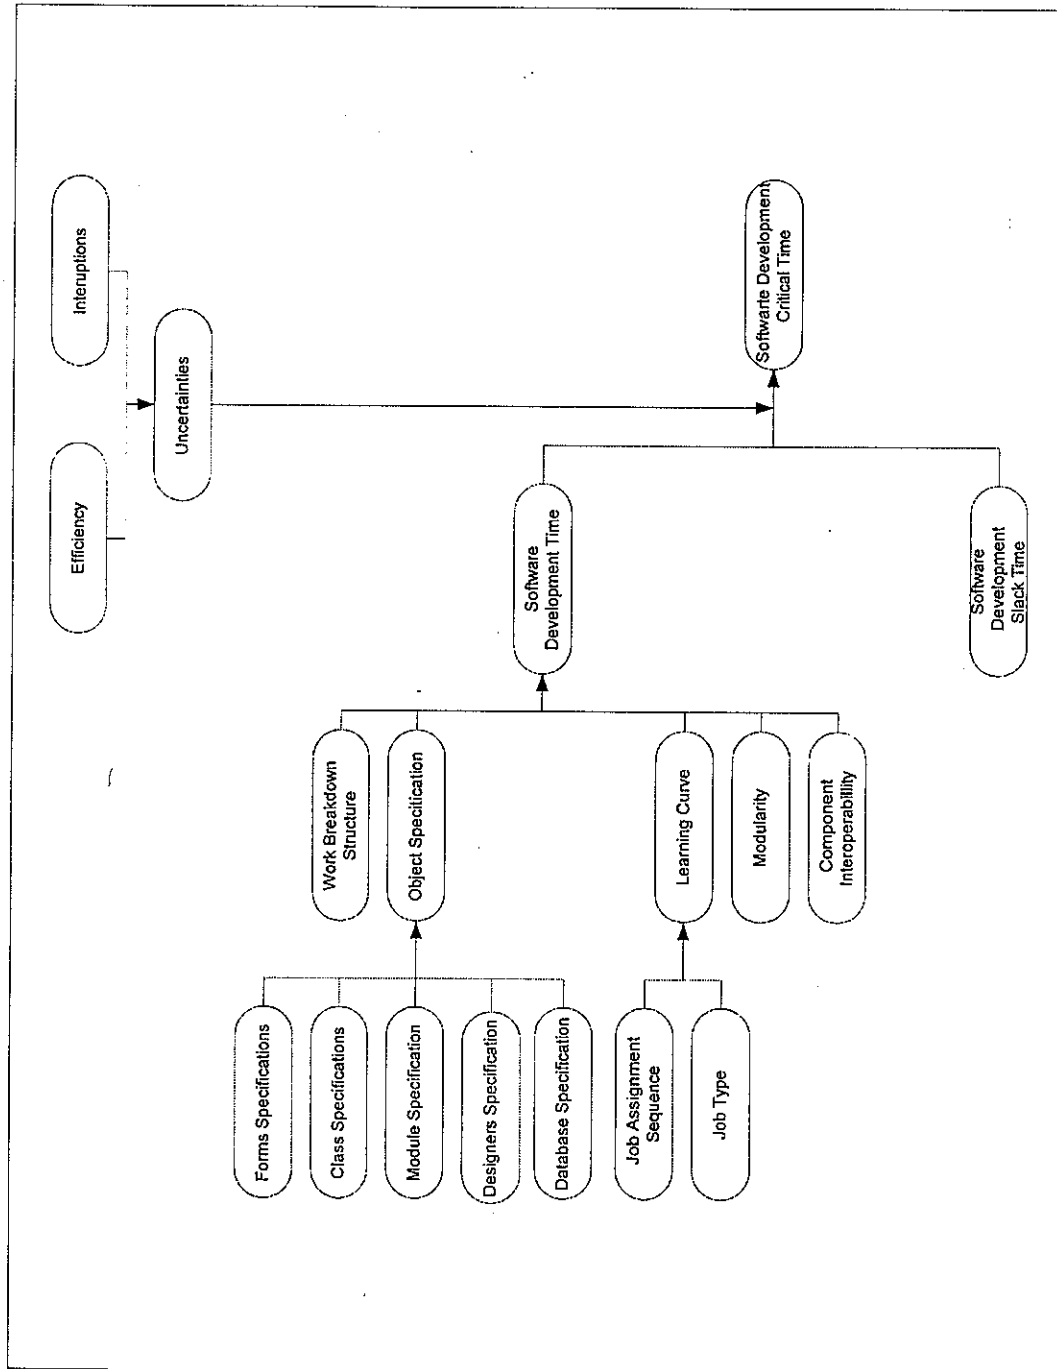 Efficiency
Interuptions
Uncertainties
Forms Specifications
Class Specifications
Module Specification
Designers Specification
Database Specification
Job Assignment
Sequence
Job Type
Work Breakdown
Structure
Object Specification
Learning Curve
Modularity
Component
Interoperabillity
Software
Development Time
Software
Development
Slack Time
Softwarte Development
Critical Time